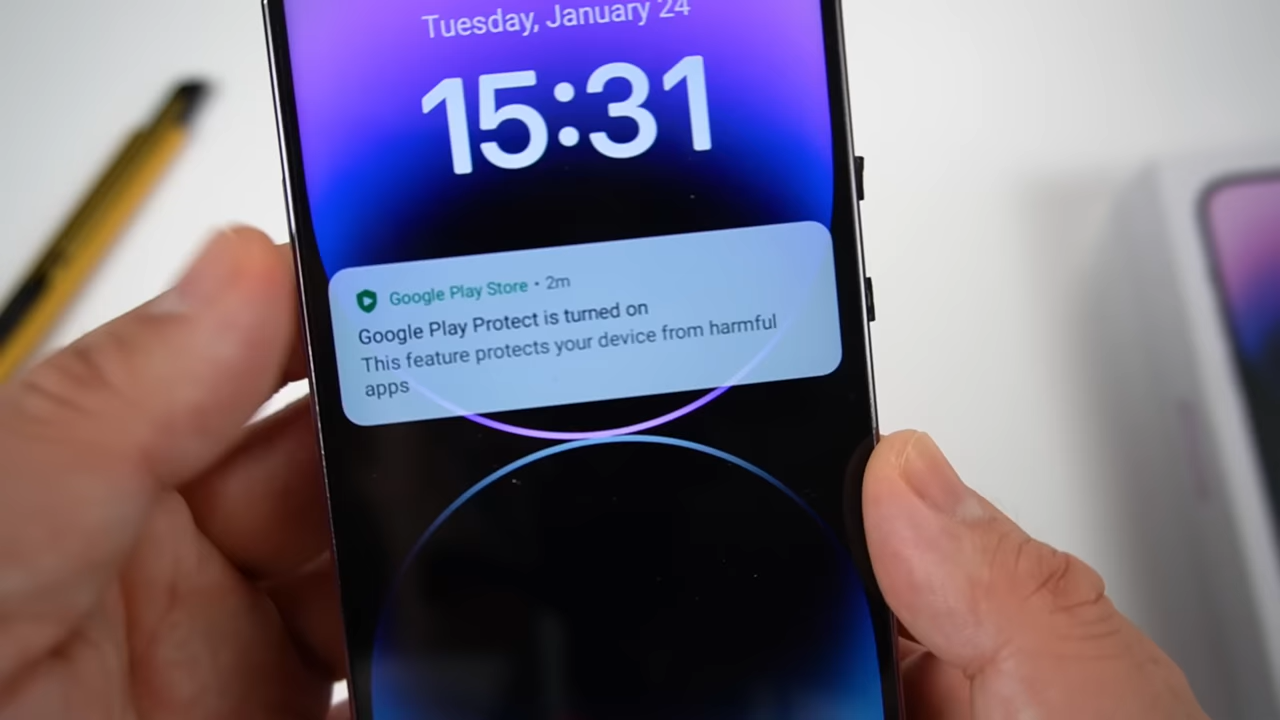 Tuesday, January 24
15:31
Google Play Store • 2m
Google Play Protect is turned on
This feature protects your device from harmful
apps